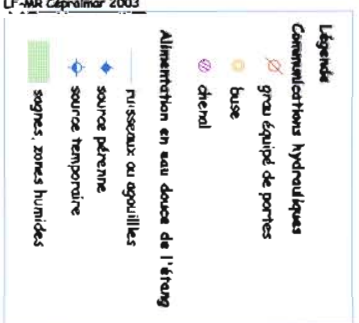 LF-MR Cépralmar 2003
Légende
Communications hydrauliques
grau équipé de portes
buse
chenal
Alimentation en eau douce de l'étang
ruisseaux ou agouilles
source pérenne
source temporaire
sagnes, zones humides